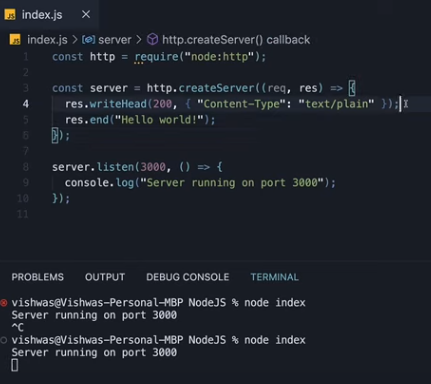 JS index.js ×
JS index.js > server > http.createServer() callback
1 const http = require("node:http");
2
3 const server = http.createServer((req, res) => {
4 res.writeHead(200, { "Content-Type": "text/plain" });
5 res.end("Hello world!");
6 });
7
8 server.listen(3000, () => {
9 console.log("Server running on port 3000");
10 });
11
PROBLEMS OUTPUT DEBUG CONSOLE TERMINAL
vishwas@Vishwas-Personal-MBP NodeJS % node index
Server running on port 3000
^C
vishwas@Vishwas-Personal-MBP NodeJS % node index
Server running on port 3000